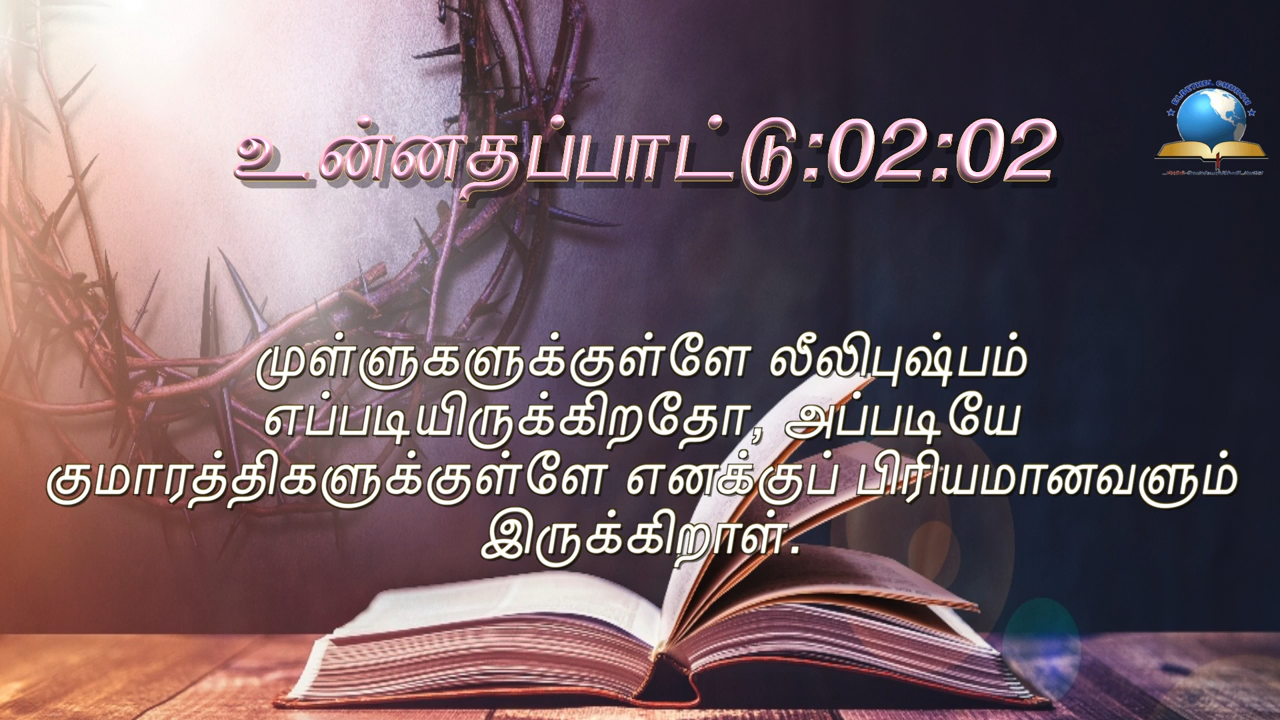 உன்னதப்பாட்டு:02:02
முள்ளுகளுக்குள்ளே லீலிபுஷ்பம்
எப்படியிருக்கிறதோ, அப்படியே
குமாரத்திகளுக்குள்ளே எனக்குப் பிரியமானவளும்
இருக்கிறாள்.